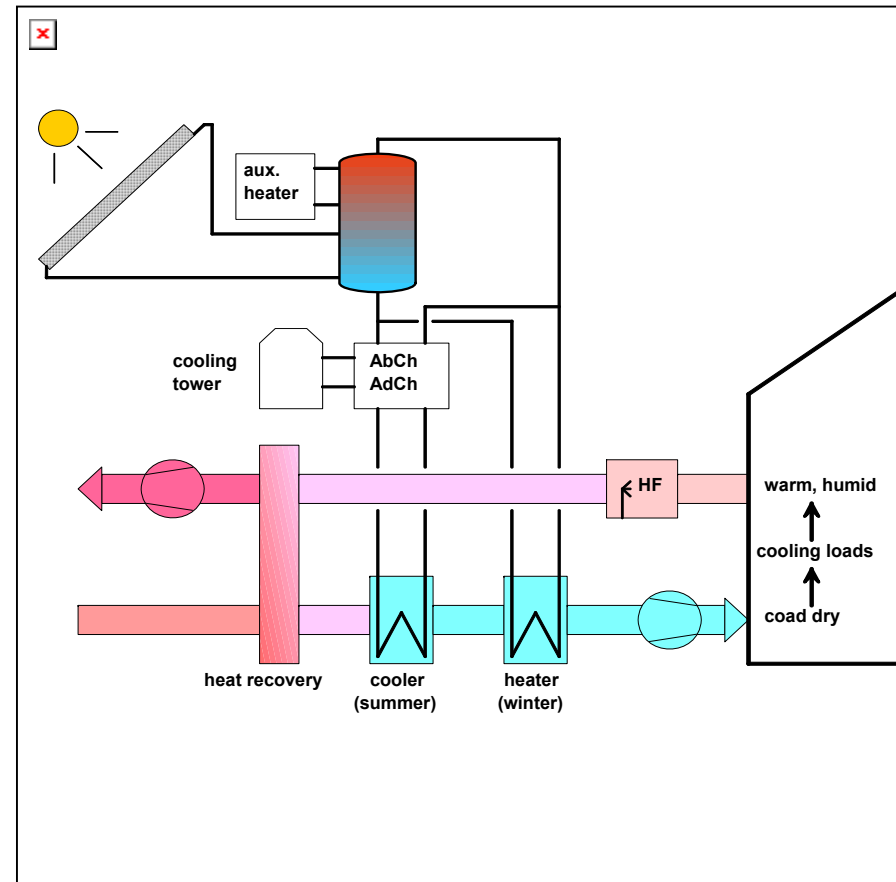 aux.
heater
cooling
tower
AbCh
AdCh
HF
warm, humid
cooling loads
coad dry
heat recovery
cooler
(summer)
heater
(winter)